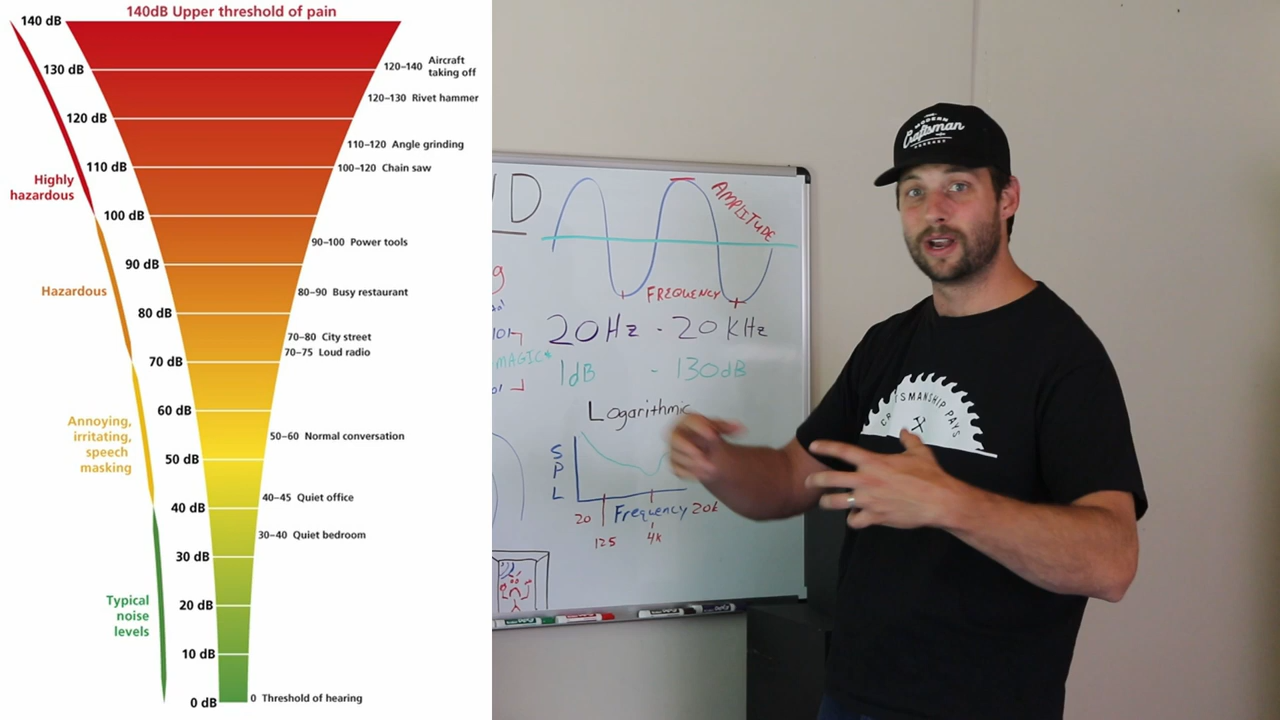 140dB Upper threshold of pain
140 dB
130 dB
120 dB
110 dB
100 dB
90 dB
80 dB
70 dB
60 dB
50 dB
40 dB
30 dB
20 dB
10 dB
0 dB
Highly
hazardous
Hazardous
Annoying,
irritating,
speech
masking
Typical
noise
levels
120–140 Aircraft
taking off
120–130 Rivet hammer
110–120 Angle grinding
100–120 Chain saw
90–100 Power tools
80–90 Busy restaurant
70–80 City street
70–75 Loud radio
50–60 Normal conversation
40–45 Quiet office
30–40 Quiet bedroom
0 Threshold of hearing
ND
AMPLITUDE
FREQUENCY
20Hz - 20KHz
MAGIC*
1dB - 130dB
Logarithmic
SPL
20 Frequency 20k
125 4k
MODERN
Craftsman
CRAFTSMANSHIP PAYS